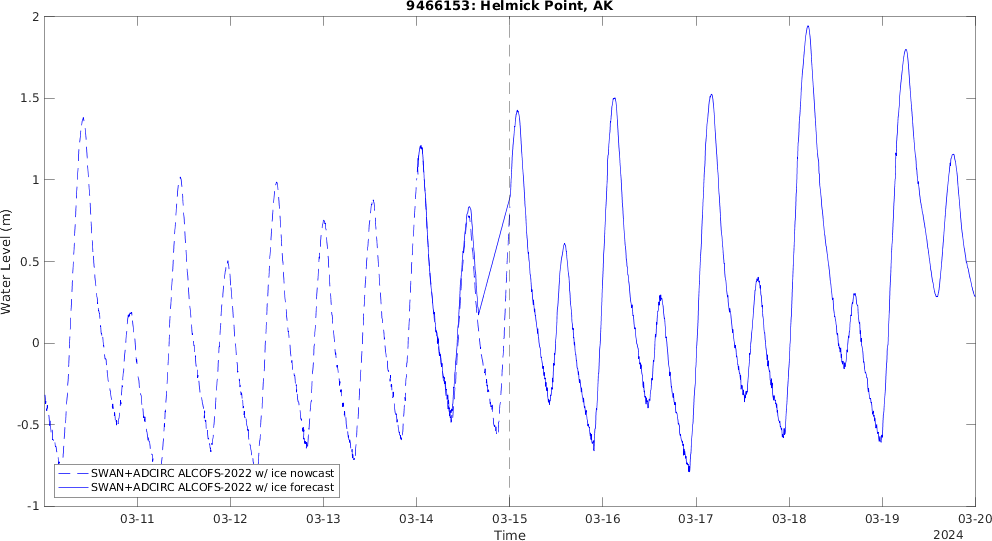 9466153: Helmick Point, AK
2
1.5
1
0.5
0
-0.5
-1
Water Level (m)
SWAN+ADCIRC ALCOFS-2022 w/ ice nowcast
SWAN+ADCIRC ALCOFS-2022 w/ ice forecast
03-11 03-12 03-13 03-14 03-15 03-16 03-17 03-18 03-19 03-20
Time
2024